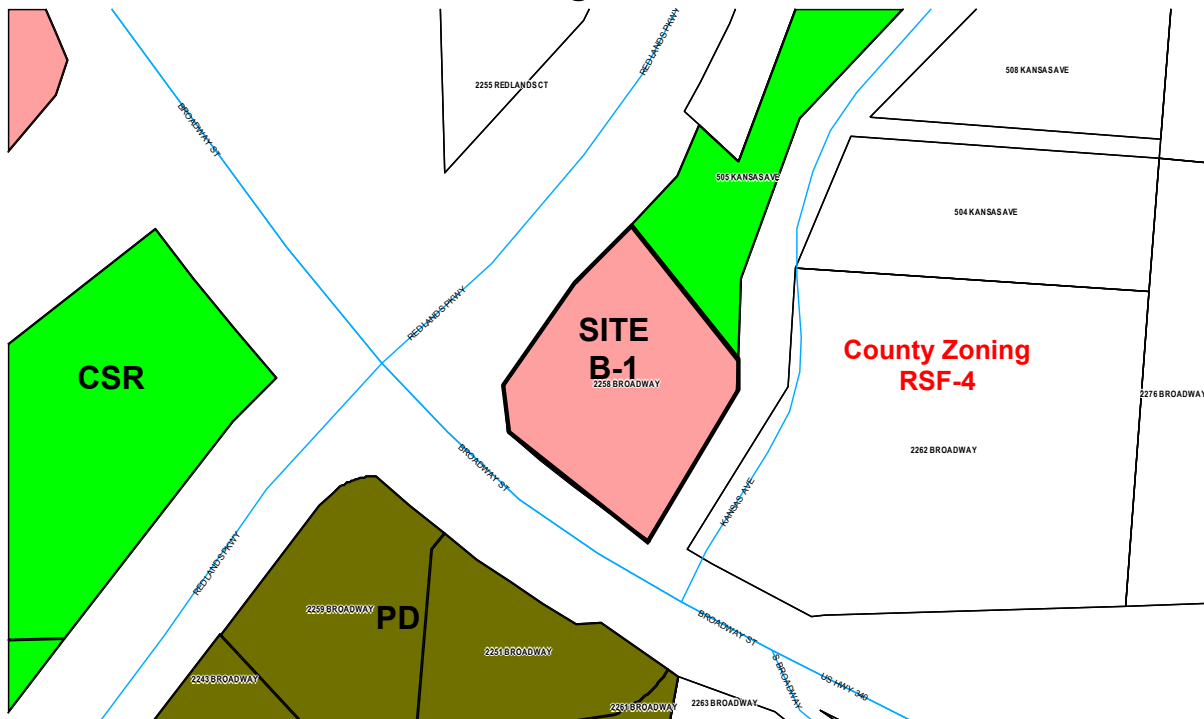 REDLANDS PKWY
508 KANSAS AVE
2255 REDLANDS CT
BROADWAY ST
505 KANSAS AVE
504 KANSAS AVE
REDLANDS PKWY
SITE
B-1
2258 BROADWAY
County Zoning
RSF-4
CSR
2276 BROADWAY
2262 BROADWAY
BROADWAY ST
KANSAS AVE
REDLANDS PKWY
2259 BROADWAY
PD
BROADWAY ST
2251 BROADWAY
2243 BROADWAY
S BROADWAY
US HWY 340
2261 BROADWAY
2263 BROADWAY